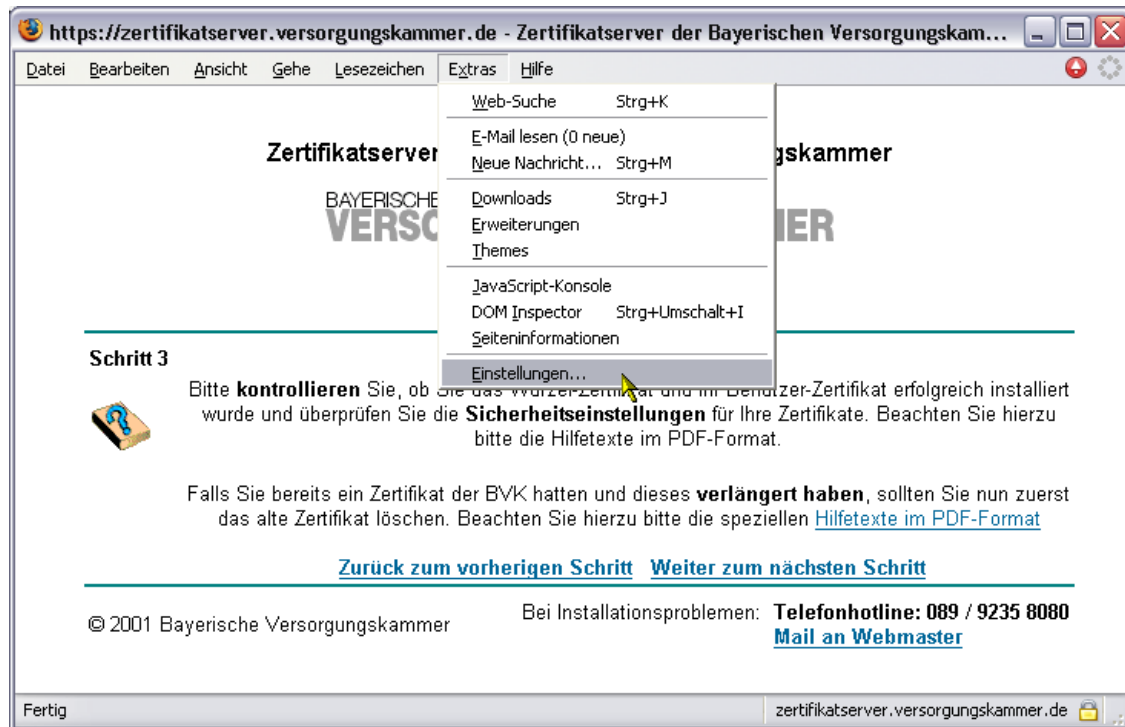 https://zertifikatserver.versorgungskammer.de - Zertifikatserver der Bayerischen Versorgungskam...
Datei Bearbeiten Ansicht Gehe Lesezeichen Extras Hilfe
Web-Suche Strg+K
E-Mail lesen (0 neue)
Neue Nachricht... Strg+M
Downloads Strg+J
Erweiterungen
Themes
JavaScript-Konsole
DOM Inspector Strg+Umschalt+I
Seiteninformationen
Einstellungen...
Zertifikatserver gskammer
BAYERISCHE
VERSO MER
Schritt 3
Bitte kontrollieren Sie, ob Sie das Wurzel-Zertifikat und Ihr Benutzer-Zertifikat erfolgreich installiert
wurde und überprüfen Sie die Sicherheitseinstellungen für Ihre Zertifikate. Beachten Sie hierzu
bitte die Hilfetexte im PDF-Format.
Falls Sie bereits ein Zertifikat der BVK hatten und dieses verlängert haben, sollten Sie nun zuerst
das alte Zertifikat löschen. Beachten Sie hierzu bitte die speziellen Hilfetexte im PDF-Format
Zurück zum vorherigen Schritt Weiter zum nächsten Schritt
© 2001 Bayerische Versorgungskammer
Bei Installationsproblemen: Telefonhotline: 089 / 9235 8080
Mail an Webmaster
Fertig zertifikatserver.versorgungskammer.de